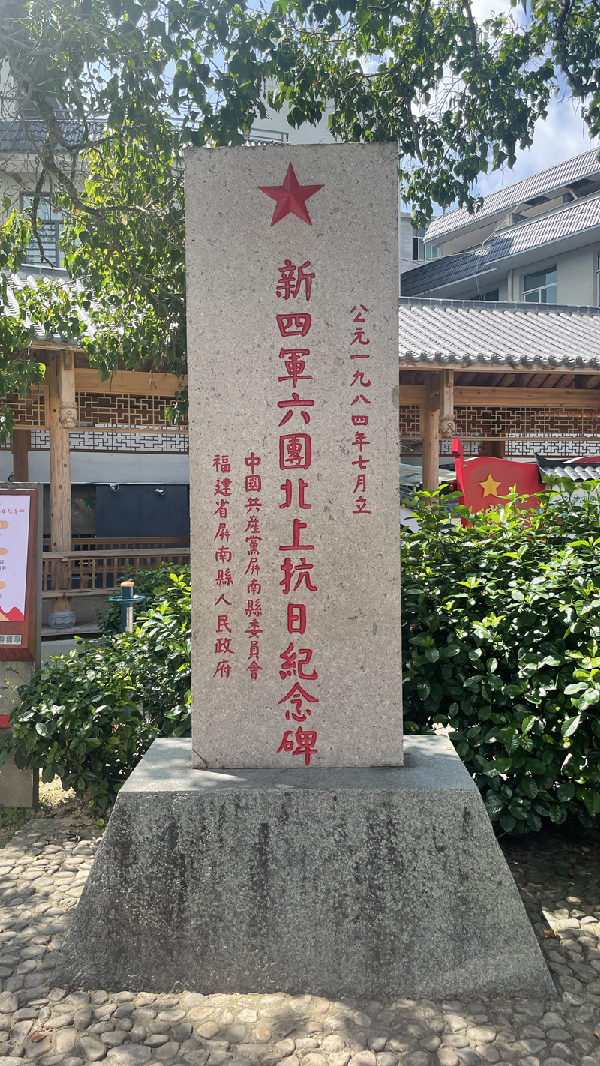 公元一九八四年七月立
新四軍六團北上抗日紀念碑
中國共産黨屏南縣委員會
福建省屏南縣人民政府